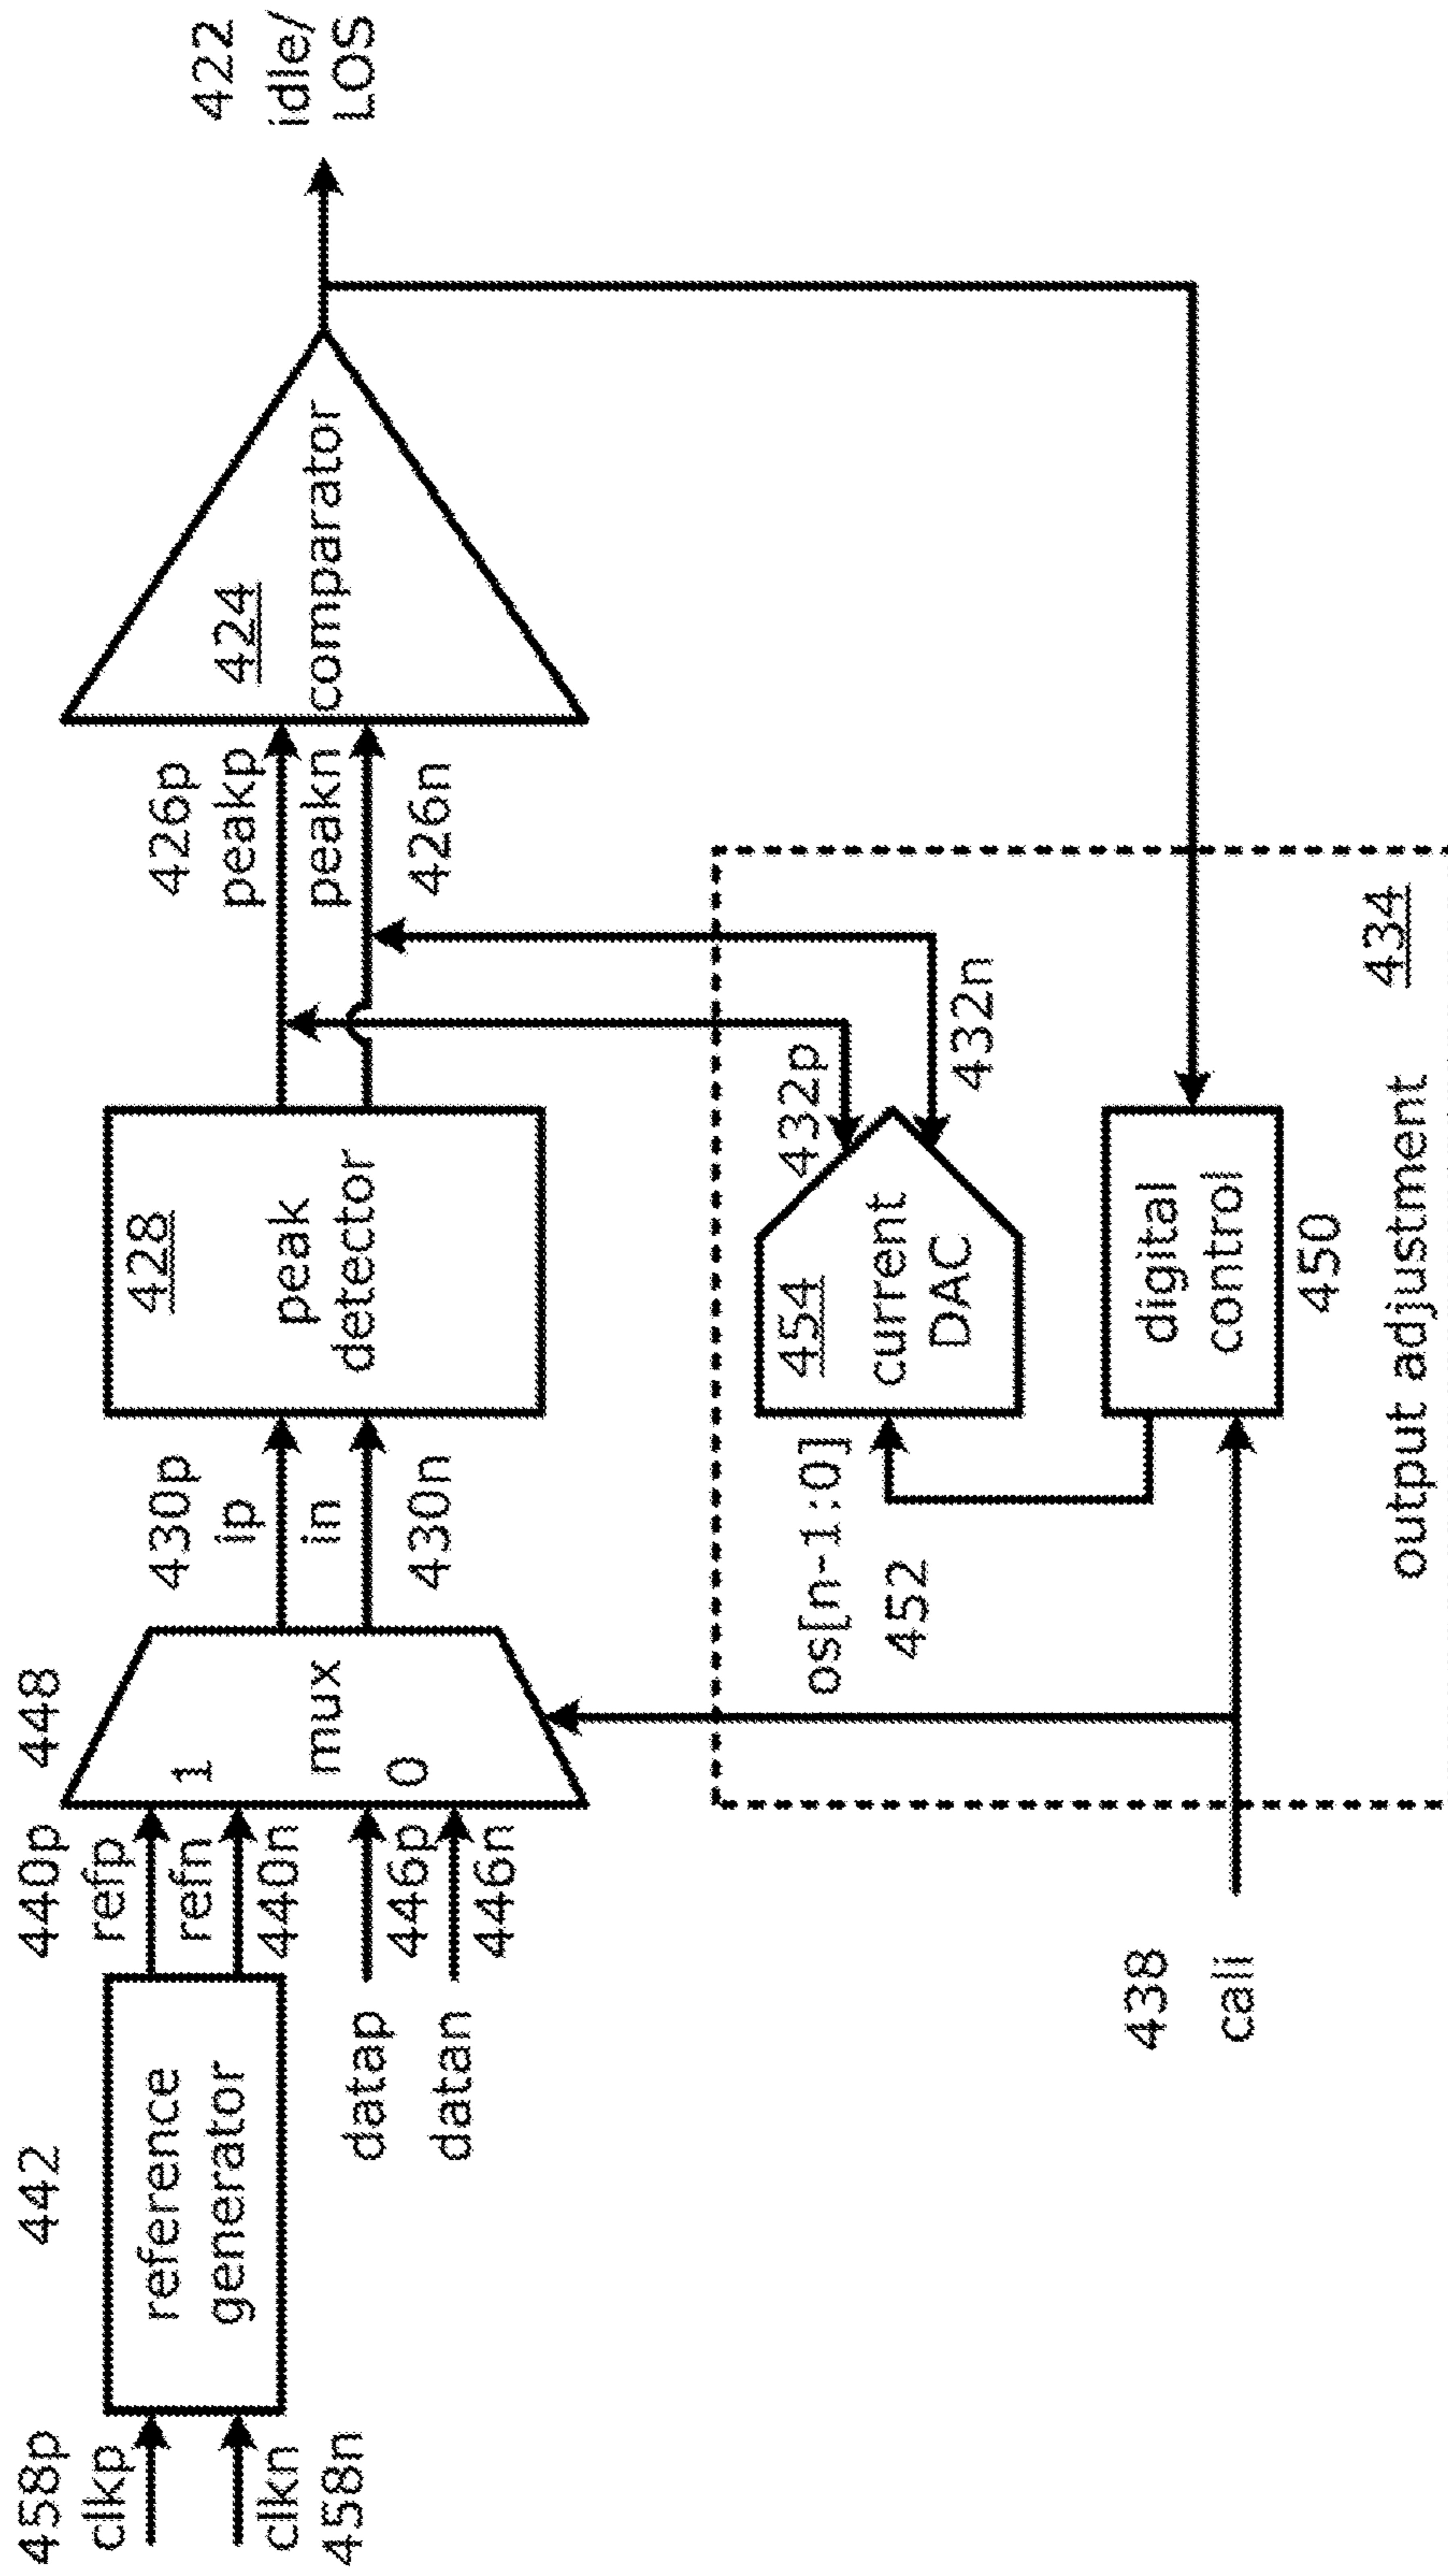 458p
clkp
clkn
458n
442
reference
generator
440p
refp
refn
440n
datap
446p
datan
446n
448
1
mux
0
430p
ip
in
430n
428
peak
detector
426p
peakp
peakn
426n
424
comparator
422
idle/
LOS
438
cali
os[n-1:0]
452
454
current
DAC
432p
432n
digital
control
450
output adjustment
434